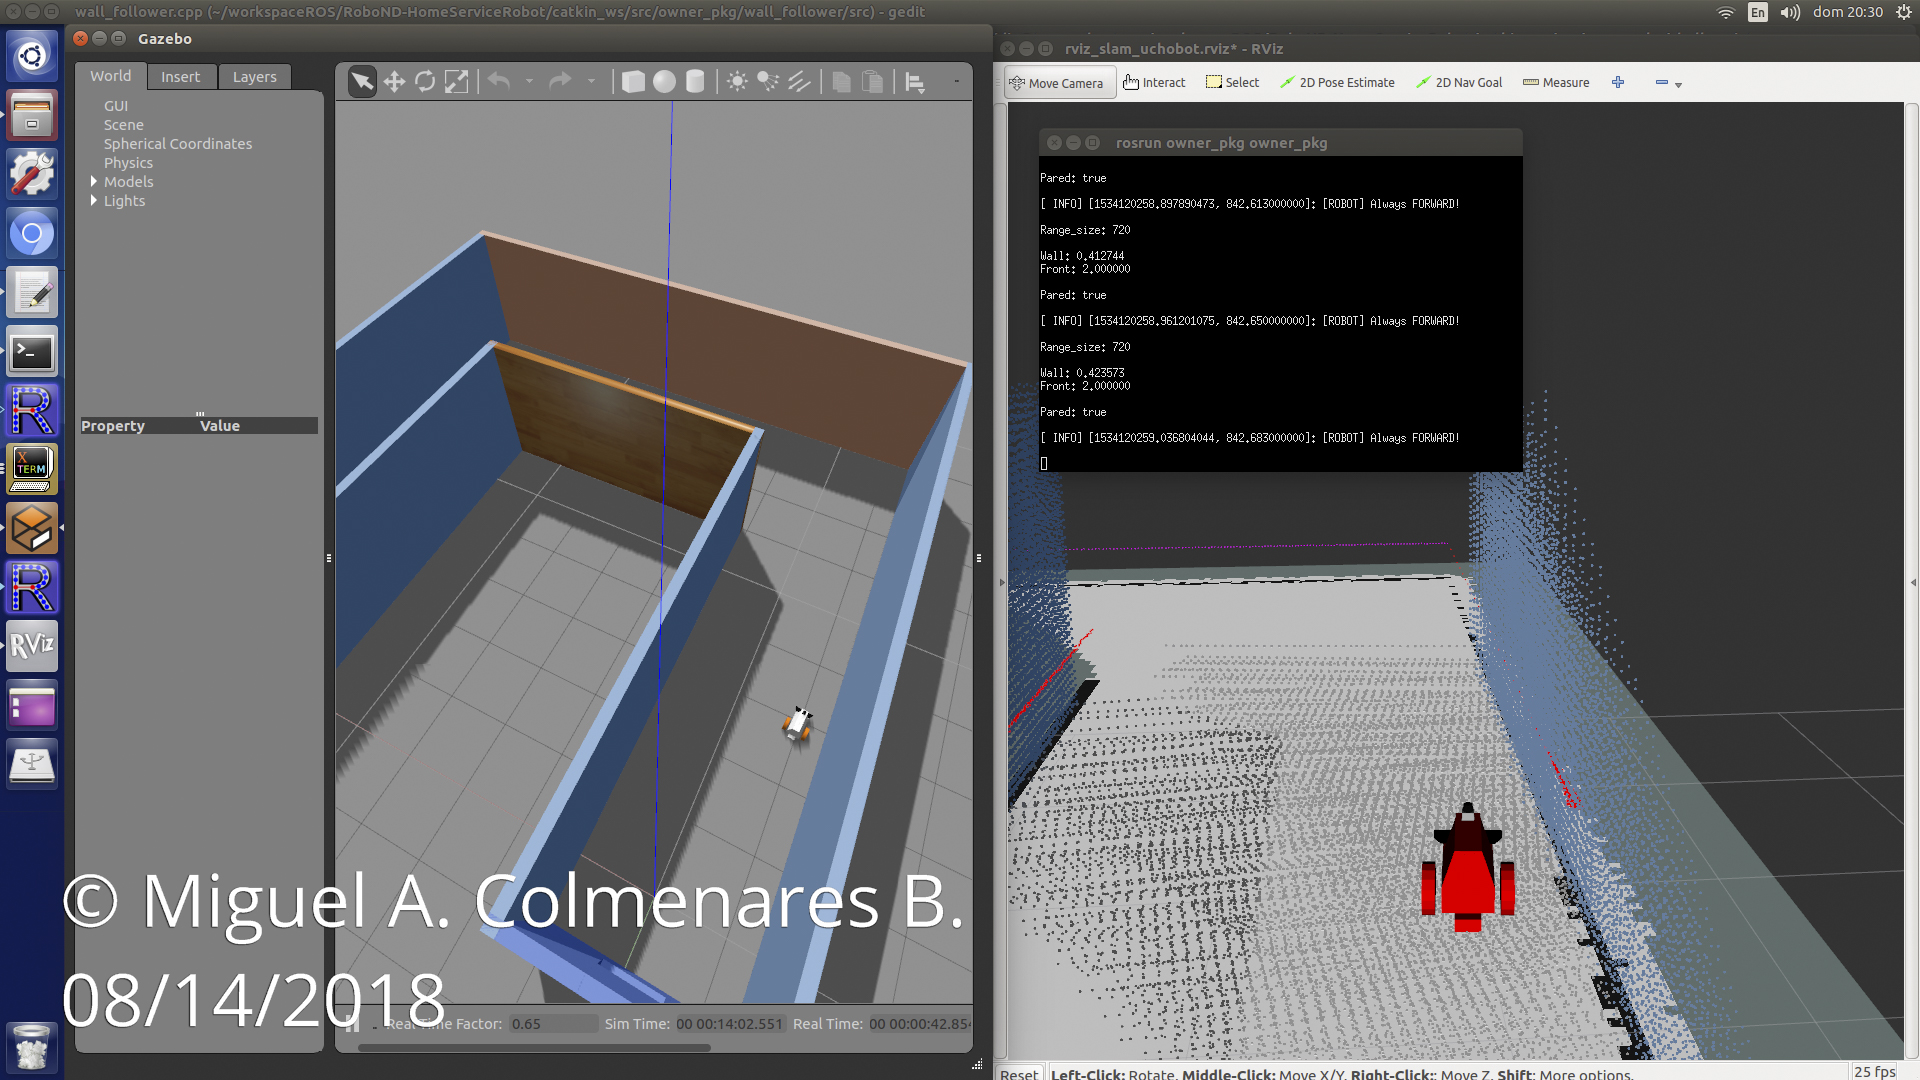 wall_follower.cpp (~/workspaceROS/RoboND-HomeServiceRobot/catkin_ws/src/owner_pkg/wall_follower/src) - gedit
En
dom 20:30
Gazebo
World Insert Layers
GUI
Scene
Spherical Coordinates
Physics
Models
Lights
Property Value
Real Time Factor: 0.65 Sim Time: 00 00:14:02.551 Real Time: 00 00:00:42.854
rviz_slam_uchobot.rviz* - RViz
Move Camera Interact Select 2D Pose Estimate 2D Nav Goal Measure
rosrun owner_pkg owner_pkg
Pared: true
[ INFO] [1534120258.897890473, 842.613000000]: [ROBOT] Always FORWARD!
Range_size: 720
Wall: 0.412744
Front: 2.000000
Pared: true
[ INFO] [1534120258.961201075, 842.650000000]: [ROBOT] Always FORWARD!
Range_size: 720
Wall: 0.423573
Front: 2.000000
Pared: true
[ INFO] [1534120259.036804044, 842.683000000]: [ROBOT] Always FORWARD!
Reset Left-Click: Rotate. Middle-Click: Move X/Y. Right-Click:: Move Z. Shift: More options. 25 fps
X TERM
RViz
© Miguel A. Colmenares B.
08/14/2018